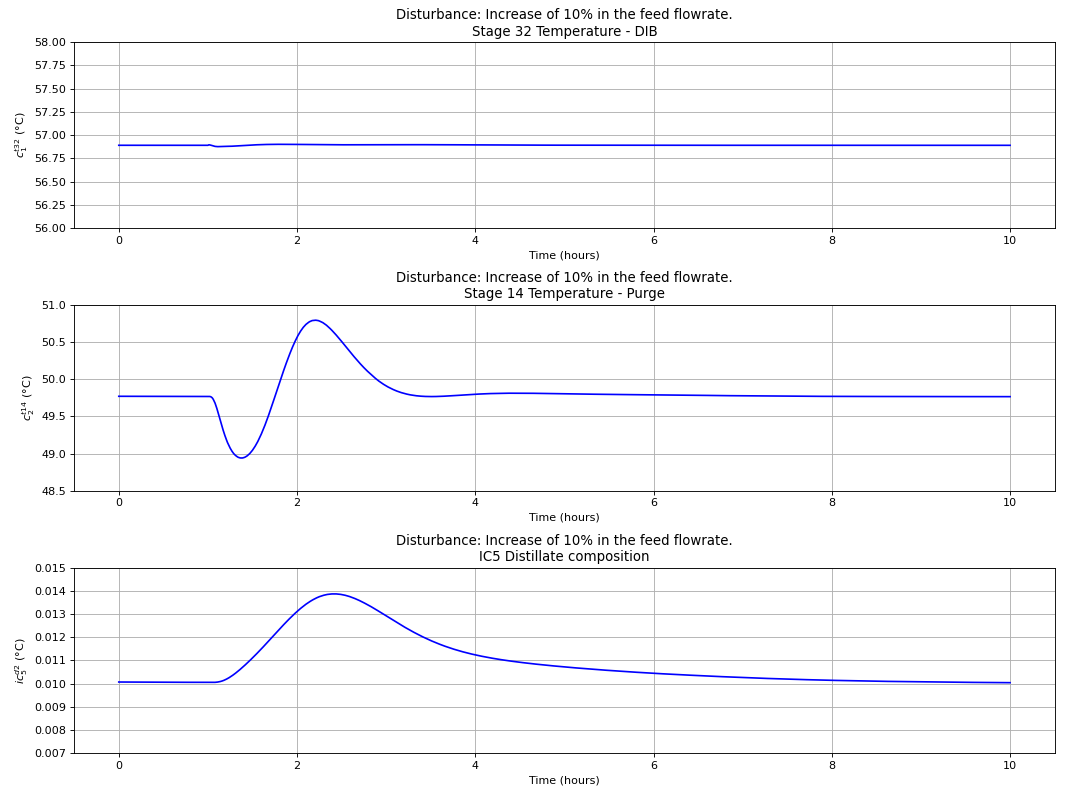 Disturbance: Increase of 10% in the feed flowrate.
Stage 32 Temperature - DIB
58.00
57.75
57.50
57.25
57.00
56.75
56.50
56.25
56.00
c₁ᵗ³² (°C)
0 2 4 6 8 10
Time (hours)
Disturbance: Increase of 10% in the feed flowrate.
Stage 14 Temperature - Purge
51.0
50.5
50.0
49.5
49.0
48.5
c₂ᵗ¹⁴ (°C)
0 2 4 6 8 10
Time (hours)
Disturbance: Increase of 10% in the feed flowrate.
IC5 Distillate composition
0.015
0.014
0.013
0.012
0.011
0.010
0.009
0.008
0.007
ic₅ᵈ² (°C)
0 2 4 6 8 10
Time (hours)